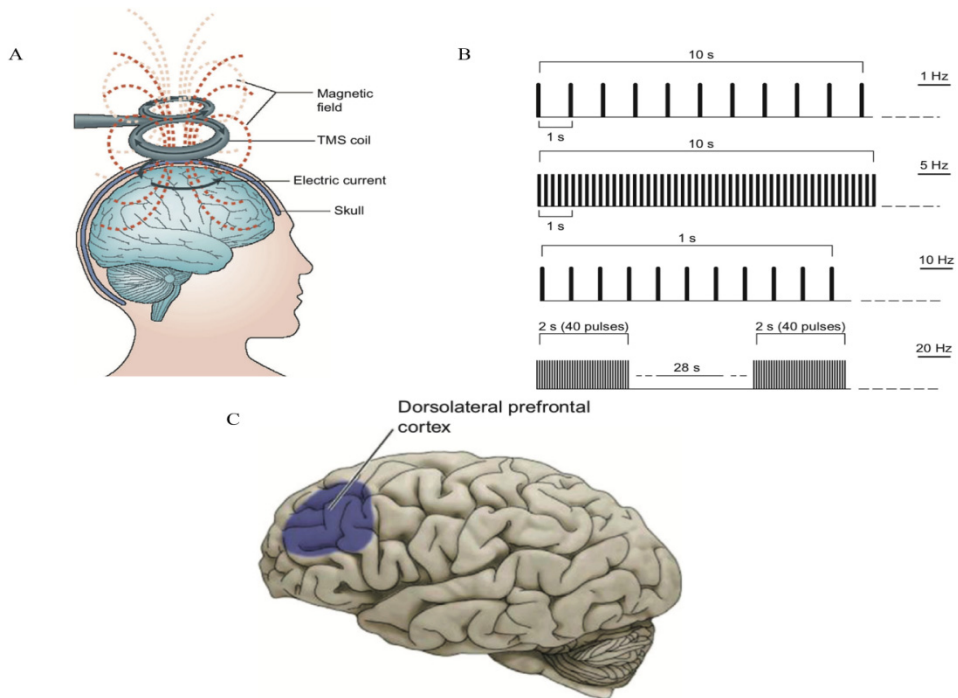 A
Magnetic
field
TMS coil
Electric current
Skull
B
10 s
1 Hz
1 s
10 s
5 Hz
1 s
1 s
10 Hz
2 s (40 pulses)
2 s (40 pulses)
20 Hz
28 s
C
Dorsolateral prefrontal
cortex